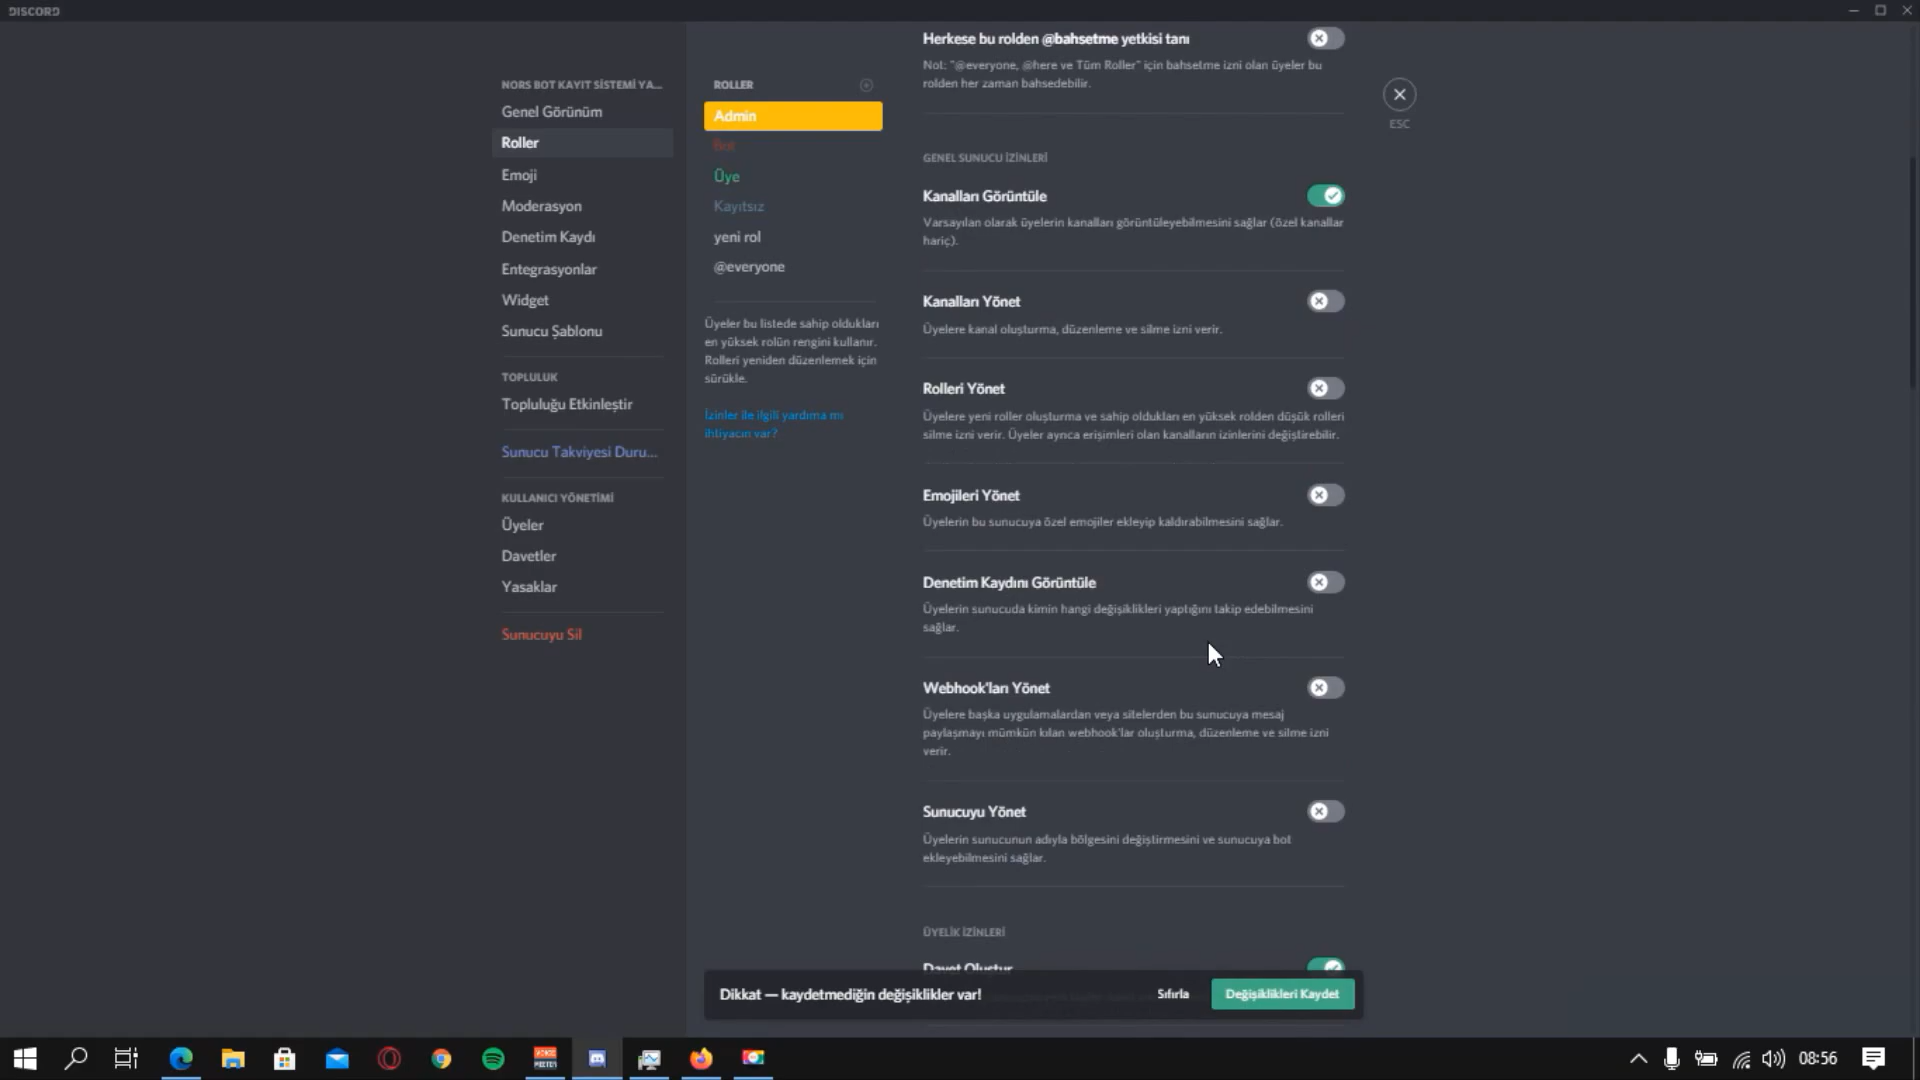 DISCORD
NORS BOT KAYIT SİSTEMİ YA...
Genel Görünüm
Roller
Emoji
Moderasyon
Denetim Kaydı
Entegrasyonlar
Widget
Sunucu Şablonu
TOPLULUK
Topluluğu Etkinleştir
Sunucu Takviyesi Duru...
KULLANICI YÖNETİMİ
Üyeler
Davetler
Yasaklar
Sunucuyu Sil
ROLLER
Admin
Bot
Üye
Kayıtsız
yeni rol
@everyone
Üyeler bu listede sahip oldukları
en yüksek rolün rengini kullanır.
Rolleri yeniden düzenlemek için
sürükle.
İzinler ile ilgili yardıma mı
ihtiyacın var?
Herkese bu rolden @bahsetme yetkisi tanı
Not: "@everyone, @here ve Tüm Roller" için bahsetme izni olan üyeler bu
rolden her zaman bahsedebilir.
ESC
GENEL SUNUCU İZİNLERİ
Kanalları Görüntüle
Varsayılan olarak üyelerin kanalları görüntüleyebilmesini sağlar (özel kanallar
hariç).
Kanalları Yönet
Üyelere kanal oluşturma, düzenleme ve silme izni verir.
Rolleri Yönet
Üyelere yeni roller oluşturma ve sahip oldukları en yüksek rolden düşük rolleri
silme izni verir. Üyeler ayrıca erişimleri olan kanalların izinlerini değiştirebilir.
Emojileri Yönet
Üyelerin bu sunucuya özel emojiler ekleyip kaldırabilmesini sağlar.
Denetim Kaydını Görüntüle
Üyelerin sunucuda kimin hangi değişiklikleri yaptığını takip edebilmesini
sağlar.
Webhook'ları Yönet
Üyelere başka uygulamalardan veya sitelerden bu sunucuya mesaj
paylaşmayı mümkün kılan webhook'lar oluşturma, düzenleme ve silme izni
verir.
Sunucuyu Yönet
Üyelerin sunucunun adıyla bölgesini değiştirmesini ve sunucuya bot
ekleyebilmesini sağlar.
ÜYELİK İZİNLERİ
Davet Oluştur
Dikkat — kaydetmediğin değişiklikler var!
Sıfırla
Değişiklikleri Kaydet
08:56